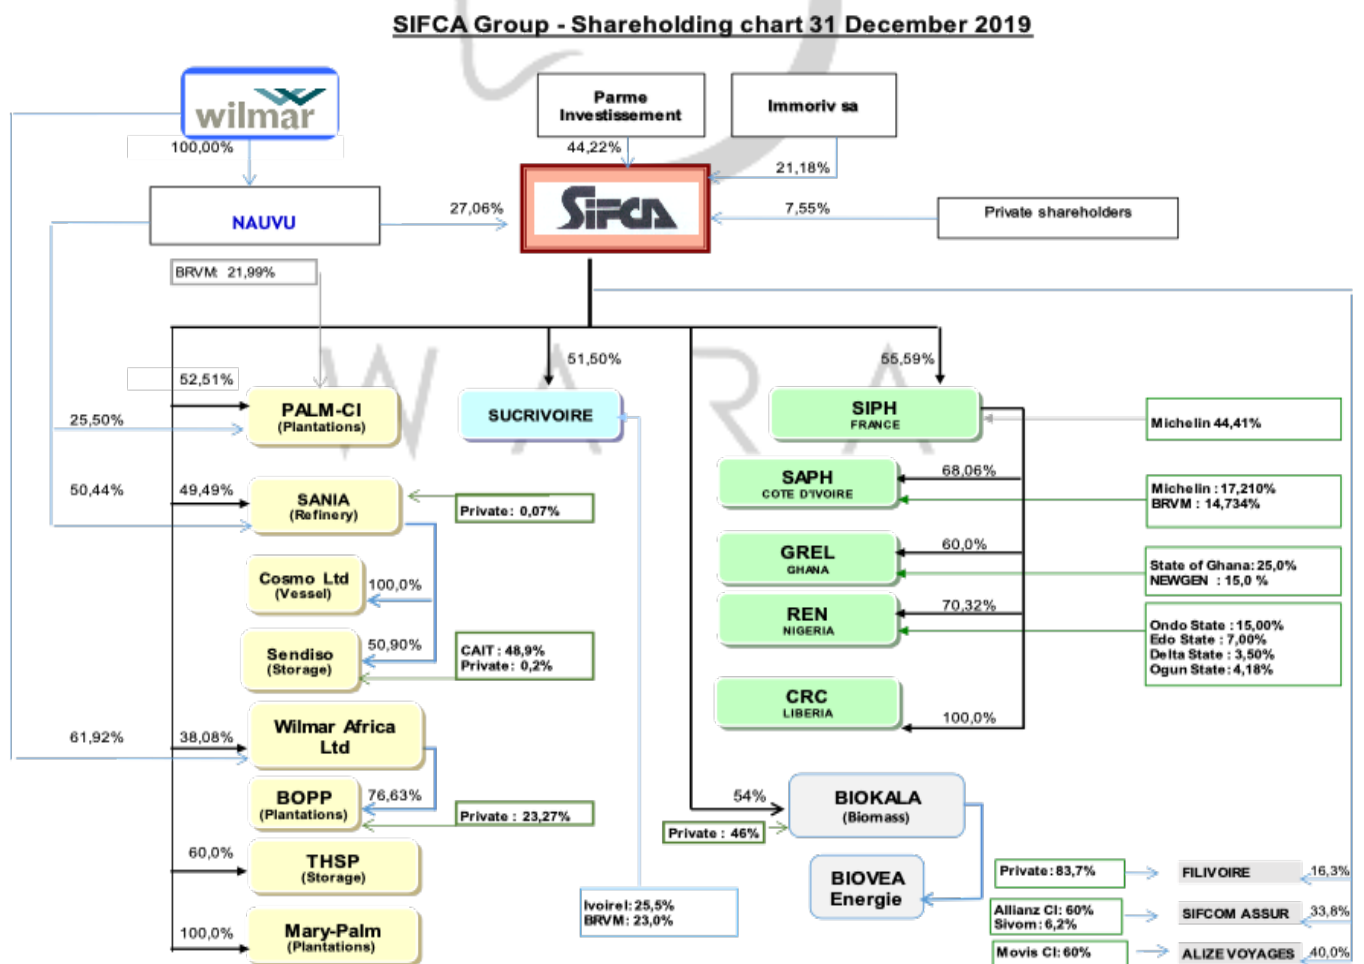 SIFCA Group - Shareholding chart 31 December 2019
wilmar
Parme
Investissement
Immoriv sa
100,00%
44,22%
21,18%
NAUVU
27,06%
SIFCA
7,55%
Private shareholders
BRVM: 21,99%
WARA
51,50%
55,59%
52,51%
PALM-CI
(Plantations)
25,50%
SUCRIVOIRE
SIPH
FRANCE
Michelin 44,41%
50,44%
49,49%
SANIA
(Refinery)
Private: 0,07%
SAPH
COTE D'IVOIRE
68,06%
Michelin : 17,210%
BRVM : 14,734%
Cosmo Ltd
(Vessel)
100,0%
GREL
GHANA
60,0%
State of Ghana: 25,0%
NEWGEN : 15,0 %
REN
NIGERIA
70,32%
Ondo State : 15,00%
Edo State : 7,00%
Delta State : 3,50%
Ogun State: 4,18%
Sendiso
(Storage)
50,90%
CAIT : 48,9%
Private: 0,2%
CRC
LIBERIA
100,0%
61,92%
38,08%
Wilmar Africa
Ltd
BOPP
(Plantations)
76,63%
Private : 23,27%
54%
BIOKALA
(Biomass)
Private : 46%
60,0%
THSP
(Storage)
BIOVEA
Energie
Private: 83,7%
FILIVOIRE
16,3%
Ivoirel: 25,5%
BRVM: 23,0%
Allianz CI: 60%
Sivom: 6,2%
SIFCOM ASSUR
33,8%
100,0%
Mary-Palm
(Plantations)
Movis CI: 60%
ALIZE VOYAGES
40,0%